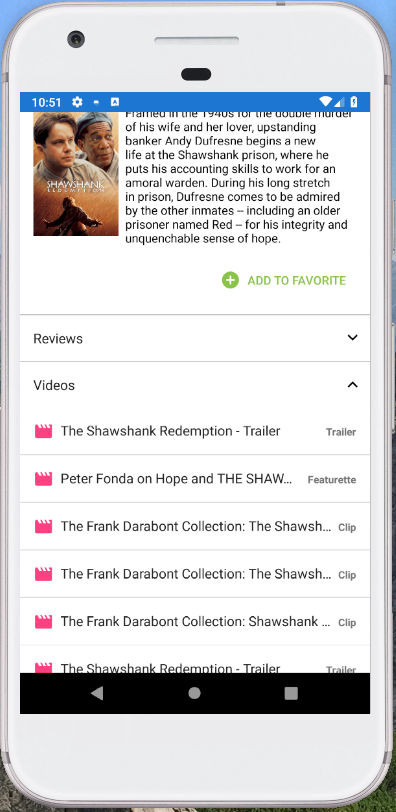 10:51
Framed in the 1940s for the double murder
of his wife and her lover, upstanding
banker Andy Dufresne begins a new
life at the Shawshank prison, where he
puts his accounting skills to work for an
amoral warden. During his long stretch
in prison, Dufresne comes to be admired
by the other inmates -- including an older
prisoner named Red -- for his integrity and
unquenchable sense of hope.
SHAWSHANK
REDEMPTION
ADD TO FAVORITE
Reviews
Videos
The Shawshank Redemption - Trailer Trailer
Peter Fonda on Hope and THE SHAW... Featurette
The Frank Darabont Collection: The Shawsh... Clip
The Frank Darabont Collection: The Shawsh... Clip
The Frank Darabont Collection: Shawshank ... Clip
The Shawshank Redemption - Trailer Trailer